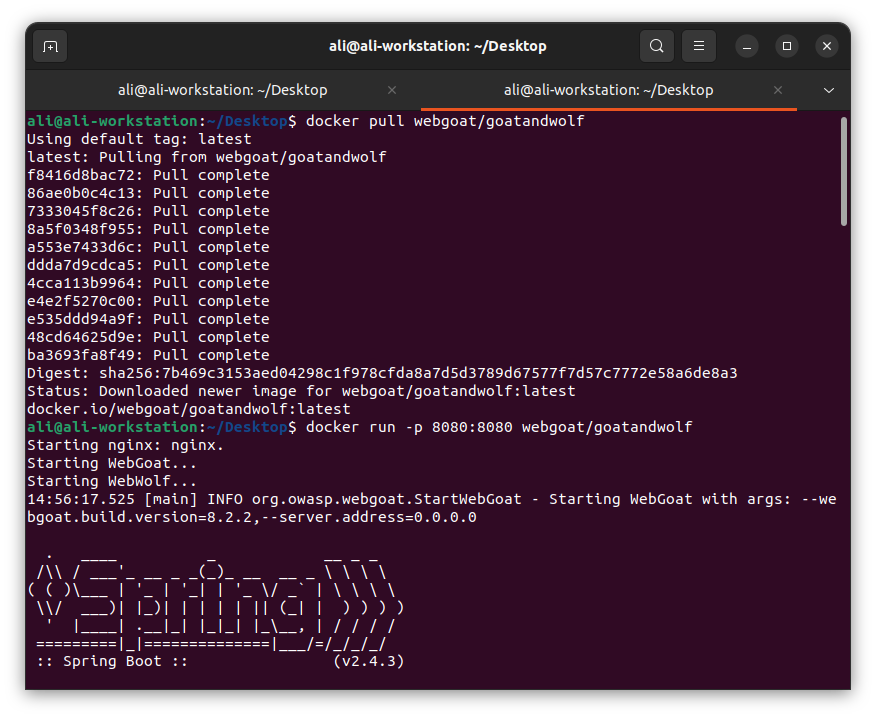 ali@ali-workstation: ~/Desktop
ali@ali-workstation: ~/Desktop
ali@ali-workstation: ~/Desktop
ali@ali-workstation:~/Desktop$ docker pull webgoat/goatandwolf
Using default tag: latest
latest: Pulling from webgoat/goatandwolf
f8416d8bac72: Pull complete
86ae0b0c4c13: Pull complete
7333045f8c26: Pull complete
8a5f0348f955: Pull complete
a553e7433d6c: Pull complete
ddda7d9cdca5: Pull complete
4cca113b9964: Pull complete
e4e2f5270c00: Pull complete
e535ddd94a9f: Pull complete
48cd64625d9e: Pull complete
ba3693fa8f49: Pull complete
Digest: sha256:7b469c3153aed04298c1f978cfda8a7d5d3789d67577f7d57c7772e58a6de8a3
Status: Downloaded newer image for webgoat/goatandwolf:latest
docker.io/webgoat/goatandwolf:latest
ali@ali-workstation:~/Desktop$ docker run -p 8080:8080 webgoat/goatandwolf
Starting nginx: nginx.
Starting WebGoat...
Starting WebWolf...
14:56:17.525 [main] INFO org.owasp.webgoat.StartWebGoat - Starting WebGoat with args: --we
bgoat.build.version=8.2.2,--server.address=0.0.0.0
  .   ____          _            __ _ _
 /\\ / ___'_ __ _ _(_)_ __  __ _ \ \ \ \
( ( )\___ | '_ | '_| | '_ \/ _` | \ \ \ \
 \\/  ___)| |_)| | | | | || (_| |  ) ) ) )
  '  |____| .__|_| |_|_| |_\__, | / / / /
 =========|_|==============|___/=/_/_/_/
 :: Spring Boot ::                (v2.4.3)